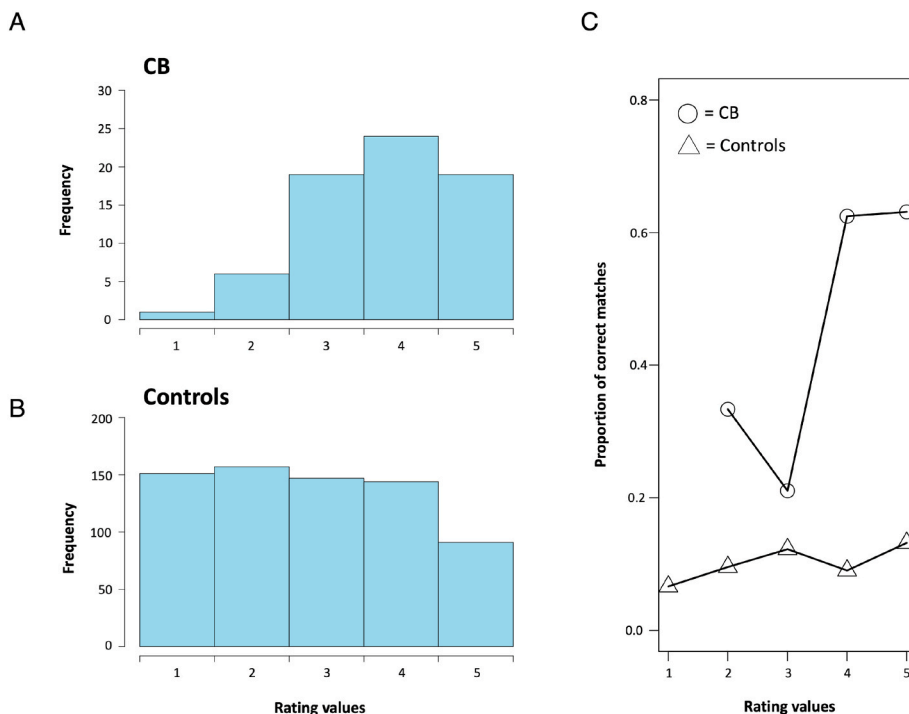 A
CB
30
25
20
15
10
5
0
Frequency
1 2 3 4 5
B
Controls
200
150
100
50
0
Frequency
1 2 3 4 5
Rating values
C
0.8
0.6
0.4
0.2
0.0
Proportion of correct matches
= CB
= Controls
1 2 3 4 5
Rating values